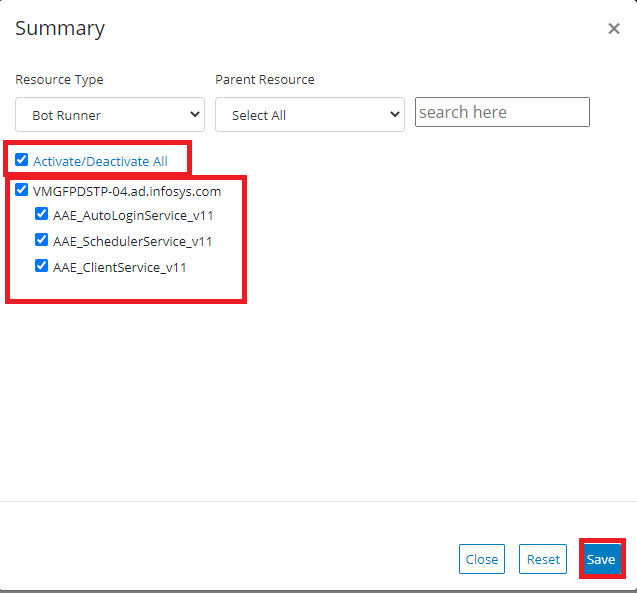 Summary
Resource Type
Parent Resource
Bot Runner
Select All
search here
Activate/Deactivate All
VMGFPDSTP-04.ad.infosys.com
AAE_AutoLoginService_v11
AAE_SchedulerService_v11
AAE_ClientService_v11
Close
Reset
Save